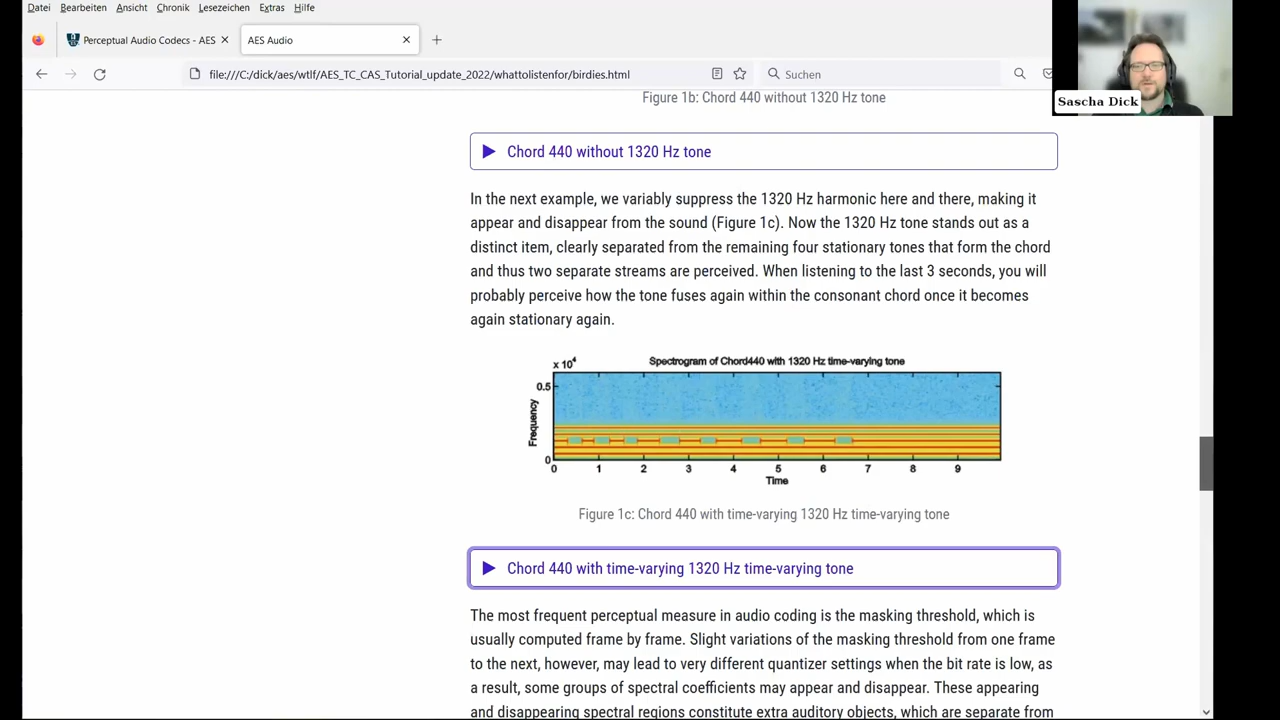 Datei Bearbeiten Ansicht Chronik Lesezeichen Extras Hilfe
Perceptual Audio Codecs - AES
AES Audio
file:///C:/dick/aes/wtlf/AES_TC_CAS_Tutorial_update_2022/whattolistenfor/birdies.html
Suchen
Sascha Dick
Figure 1b: Chord 440 without 1320 Hz tone
Chord 440 without 1320 Hz tone
In the next example, we variably suppress the 1320 Hz harmonic here and there, making it
appear and disappear from the sound (Figure 1c). Now the 1320 Hz tone stands out as a
distinct item, clearly separated from the remaining four stationary tones that form the chord
and thus two separate streams are perceived. When listening to the last 3 seconds, you will
probably perceive how the tone fuses again within the consonant chord once it becomes
again stationary again.
x 10^4
Spectrogram of Chord440 with 1320 Hz time-varying tone
0.5
Frequency
0
0 1 2 3 4 5 6 7 8 9
Time
Figure 1c: Chord 440 with time-varying 1320 Hz time-varying tone
Chord 440 with time-varying 1320 Hz time-varying tone
The most frequent perceptual measure in audio coding is the masking threshold, which is
usually computed frame by frame. Slight variations of the masking threshold from one frame
to the next, however, may lead to very different quantizer settings when the bit rate is low, as
a result, some groups of spectral coefficients may appear and disappear. These appearing
and disappearing spectral regions constitute extra auditory objects, which are separate from